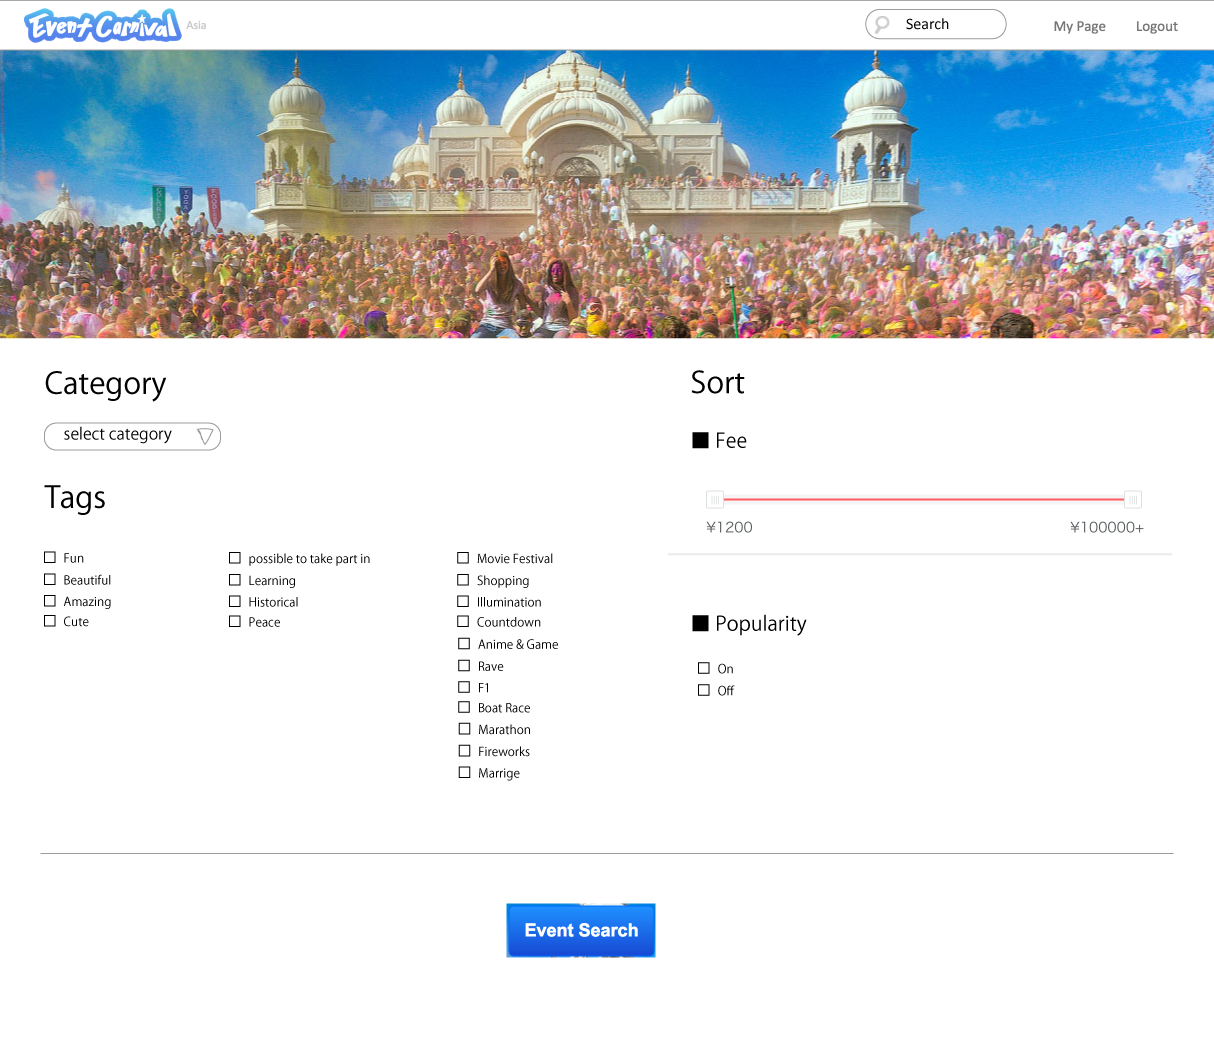 Event Carnival Asia
Search
My Page
Logout
Category
select category
Tags
Fun
Beautiful
Amazing
Cute
possible to take part in
Learning
Historical
Peace
Movie Festival
Shopping
Illumination
Countdown
Anime & Game
Rave
F1
Boat Race
Marathon
Fireworks
Marrige
Sort
Fee
¥1200
¥100000+
Popularity
On
Off
Event Search